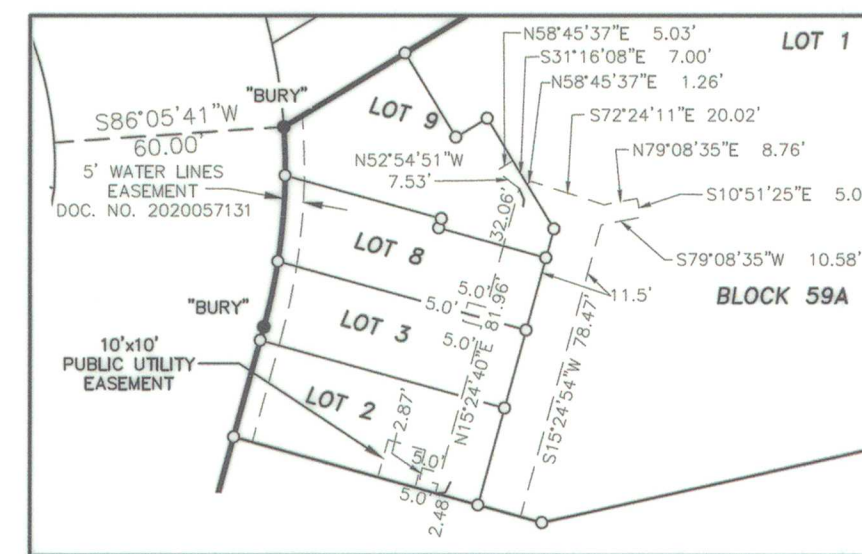 N58°45'37"E 5.03'
LOT 1
S31°16'08"E 7.00'
N58°45'37"E 1.26'
"BURY"
LOT 9
S72°24'11"E 20.02'
S86°05'41"W
60.00'
N52°54'51"W
7.53'
N79°08'35"E 8.76'
5' WATER LINES
EASEMENT
DOC. NO. 2020057131
S10°51'25"E 5.0
32.06'
LOT 8
S79°08'35"W 10.58'
5.0'
5.0'
81.96'
11.5'
BLOCK 59A
"BURY"
LOT 3
5.0'
10'x10'
PUBLIC UTILITY
EASEMENT
N15°24'40"E
S15°24'54"W 78.47'
LOT 2
2.87'
5.0'
5.0'
2.48'